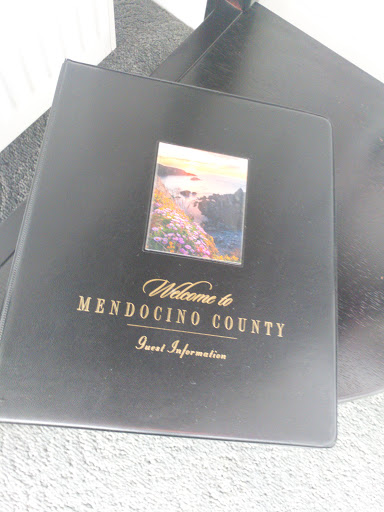 Welcome to
MENDOCINO COUNTY
Guest Information